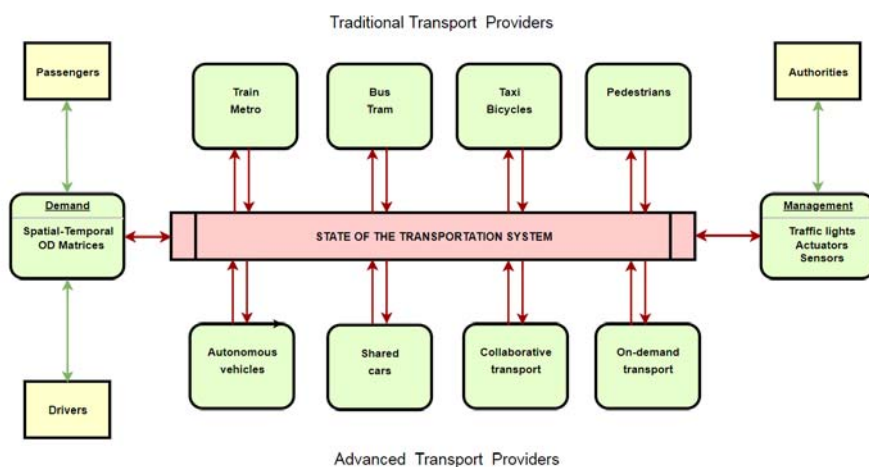 Traditional Transport Providers
Passengers
Authorities
Train
Metro
Bus
Tram
Taxi
Bicycles
Pedestrians
Demand
Spatial-Temporal
OD Matrices
STATE OF THE TRANSPORTATION SYSTEM
Management
Traffic lights
Actuators
Sensors
Autonomous
vehicles
Shared
cars
Collaborative
transport
On-demand
transport
Drivers
Advanced Transport Providers